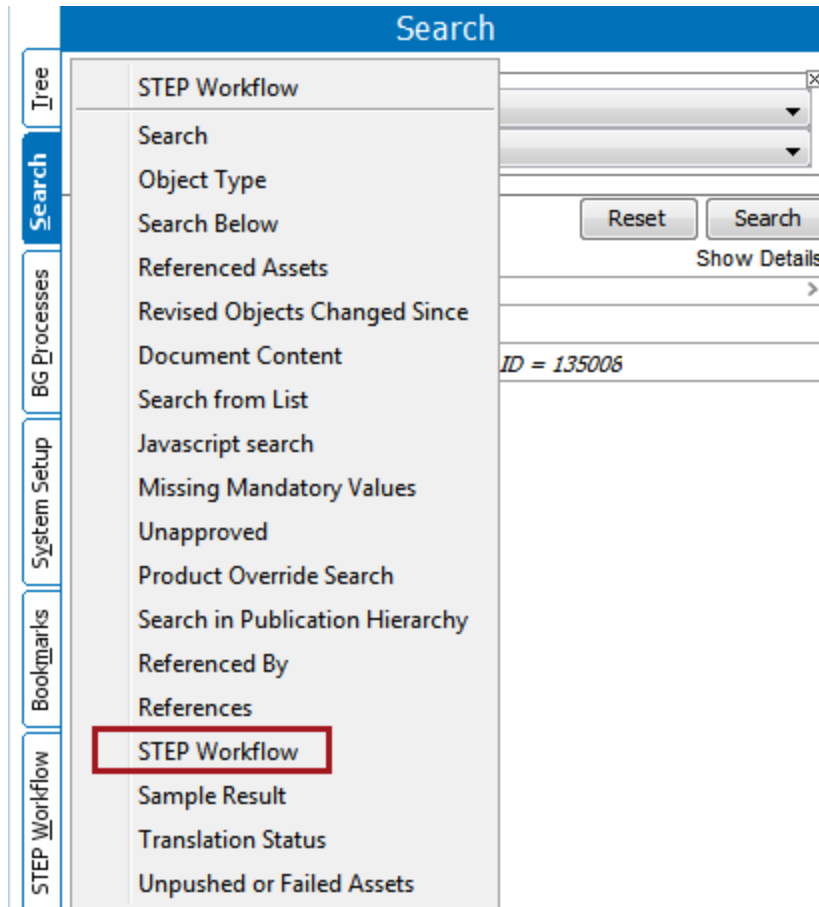 Search
Tree
Search
BG Processes
System Setup
Bookmarks
STEP Workflow
STEP Workflow
Search
Object Type
Search Below
Referenced Assets
Revised Objects Changed Since
Document Content
Search from List
Javascript search
Missing Mandatory Values
Unapproved
Product Override Search
Search in Publication Hierarchy
Referenced By
References
STEP Workflow
Sample Result
Translation Status
Unpushed or Failed Assets
Reset Search
Show Details
ID = 135008